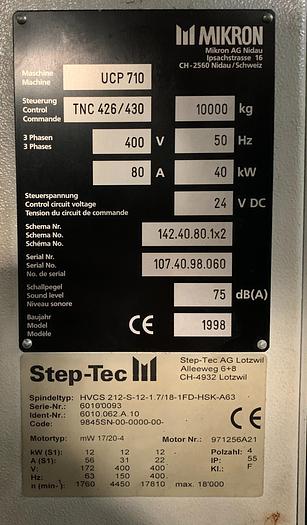 MIKRON
Mikron AG Nidau
Ipsachstrasse 16
CH-2560 Nidau/Schweiz
Maschine
Machine
UCP 710
Steuerung
Control
Commande
TNC 426/430
10000 kg
3 Phasen
3 Phases
400 V
50 Hz
80 A
40 kW
Steuerspannung
Control circuit voltage
Tension du circuit de commande
24 V DC
Schema Nr.
Schema No.
Schéma No.
142.40.80.1x2
Serial Nr.
Serial No.
No. de serial
107.40.98.060
Schallpegel
Sound level
Niveau sonore
75 dB(A)
Baujahr
Model
Modèle
CE
1998
Step-Tec
Step-Tec AG Lotzwil
Alleeweg 6+8
CH-4932 Lotzwil
Spindeltyp: HVCS 212-S-12-1.7/18-1FD-HSK-A63
Serie-Nr.: 6010'0093
Ident-Nr.: 6010.062.A.10
Code: 9845SN-00-0000-00-
CE
Motortyp: mW 17/20-4 Motor Nr.: 971256A21
kW (S1): 12 12 12 Polzahl: 4
A (S1): 56 31 22 IP: 55
V: 172 400 400 Kl.: F
Hz: 63 150 400
n (min-): 1760 4450 17810 max. 18'000